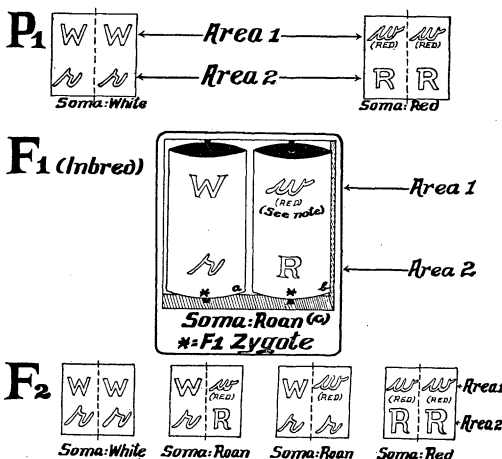 P1
W W
Area 1
w w
(RED) (RED)
r r
Area 2
R R
Soma:White
Soma:Red
F1 (Inbred)
W w
(RED)
(See note)
Area 1
r R
Area 2
a b
* *
Soma:Roan (c)
*=F1 Zygote
F2
W W W w W w w w
(RED) (RED) (RED) (RED)
Area 1
r r r R r r R R
Area 2
Soma:White Soma:Roan Soma:Roan Soma:Red